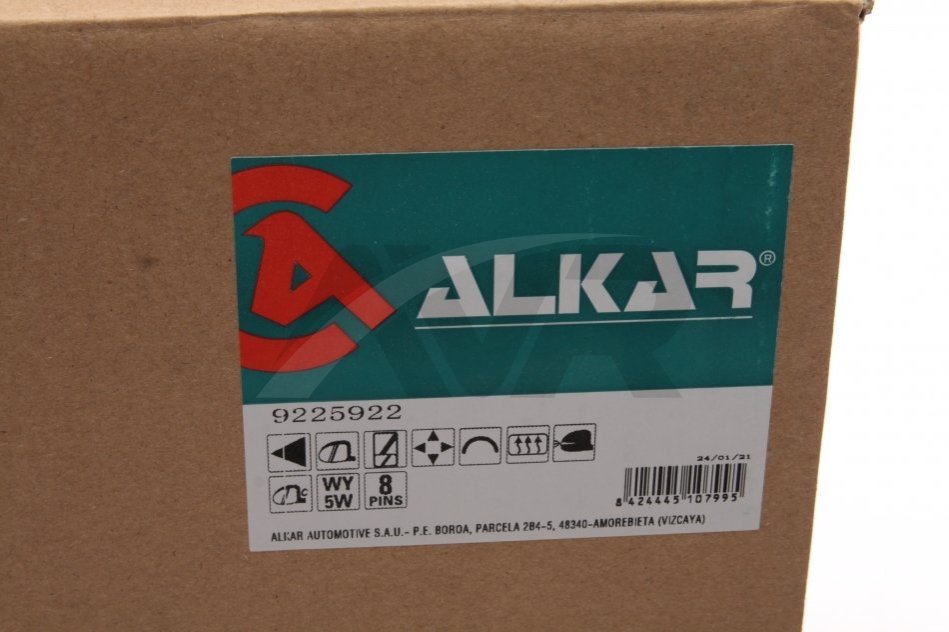 ALKAR®
AVR
9225922
24/01/21
C
WY
5W
8
PINS
8 424445 107995
ALKAR AUTOMOTIVE S.A.U.- P.E. BOROA, PARCELA 2B4-5, 48340-AMOREBIETA (VIZCAYA)